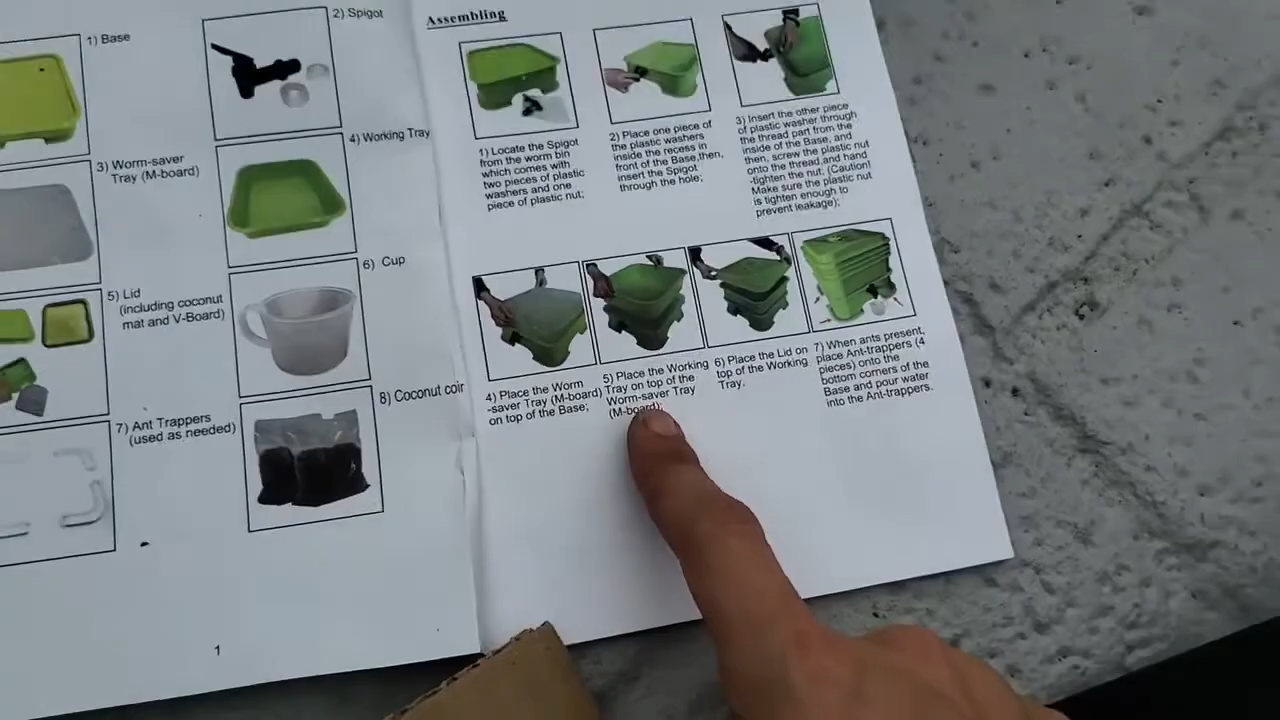 1) Base
2) Spigot
3) Worm-saver
Tray (M-board)
4) Working Tray
5) Lid
(including coconut
mat and V-Board)
6) Cup
7) Ant Trappers
(used as needed)
8) Coconut coir
1
Assembling
1) Locate the Spigot
from the worm bin
which comes with
two pieces of plastic
washers and one
piece of plastic nut;
2) Place one piece of
the plastic washers
inside the recess in
front of the Base,then,
insert the Spigot
through the hole;
3) Insert the other piece
of plastic washer through
the thread part from the
inside of the Base, and
then, screw the plastic nut
onto the thread,and hand
-tighten the nut; (Caution!
Make sure the plastic nut
is tighten enough to
prevent leakage);
4) Place the Worm
-saver Tray (M-board)
on top of the Base;
5) Place the Working
Tray on top of the
Worm-saver Tray
(M-board);
6) Place the Lid on
top of the Working
Tray.
7) When ants present,
place Ant-trappers (4
pieces) onto the
bottom corners of the
Base and pour water
into the Ant-trappers.